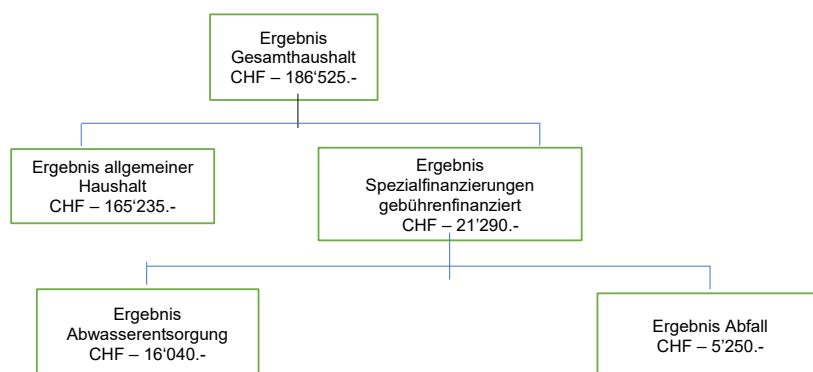 Ergebnis
Gesamthaushalt
CHF – 186‘525.-
Ergebnis allgemeiner
Haushalt
CHF – 165‘235.-
Ergebnis
Spezialfinanzierungen
gebührenfinanziert
CHF – 21’290.-
Ergebnis
Abwasserentsorgung
CHF – 16‘040.-
Ergebnis Abfall
CHF – 5’250.-